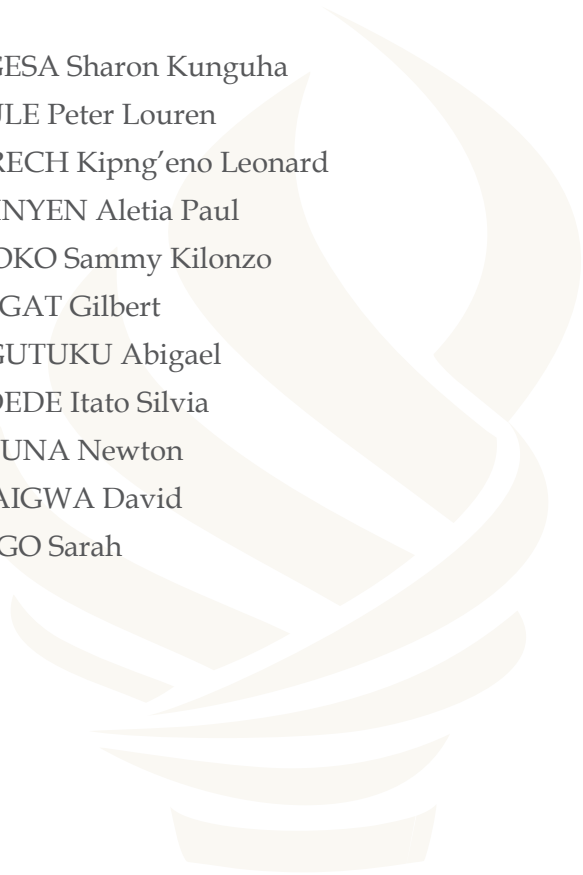 GESA Sharon Kunguha
ULE Peter Louren
RECH Kipng’eno Leonard
INYEN Aletia Paul
OKO Sammy Kilonzo
GAT Gilbert
GUTUKU Abigael
DEDE Itato Silvia
UNA Newton
AIGWA David
GO Sarah